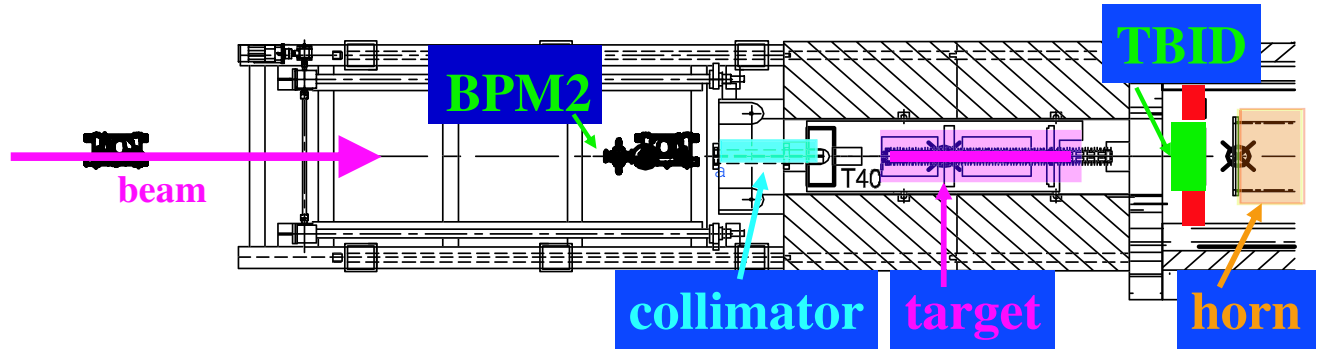 TBID
BPM2
beam
a
T40
collimator
target
horn